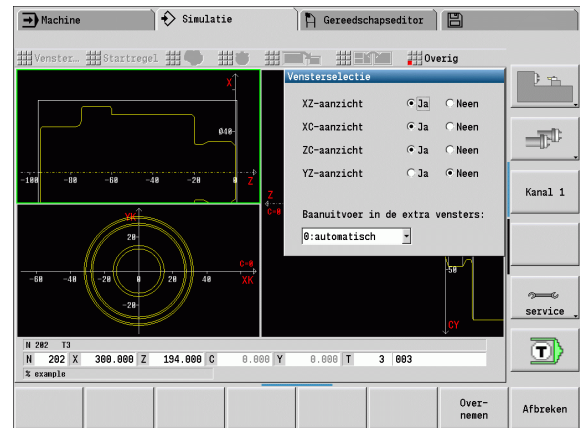 Machine
Simulatie
Gereedschapseditor
Venster...
Startregel
Overig
Vensterselectie
XZ-aanzicht Ja Neen
XC-aanzicht Ja Neen
ZC-aanzicht Ja Neen
YZ-aanzicht Ja Neen
Baanuitvoer in de extra vensters:
0:automatisch
X
Ø40
-100 -80 -60 -40 -20 0 Z
Z
C=0
YK
20
C=0
-60 -40 -20 0 20 40 XK
-20
-50
CY
Kanal 1
service
T
N 202 T3
N 202 X 300.000 Z 194.000 C 0.000 Y 0.000 T 3 003
% example
Over-
nemen
Afbreken